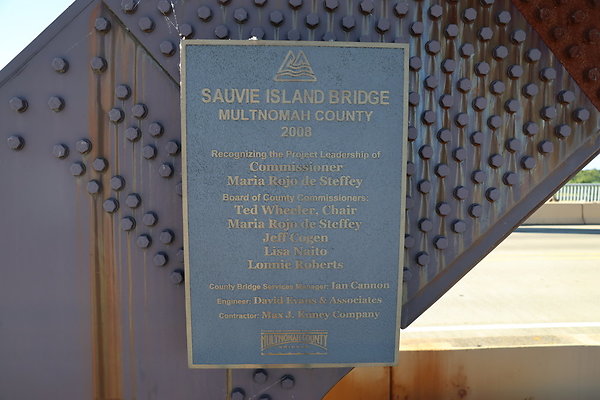 SAUVIE ISLAND BRIDGE
MULTNOMAH COUNTY
2008
Recognizing the Project Leadership of
Commissioner
Maria Rojo de Steffey
Board of County Commissioners:
Ted Wheeler, Chair
Maria Rojo de Steffey
Jeff Cogen
Lisa Naito
Lonnie Roberts
County Bridge Services Manager: Ian Cannon
Engineer: David Evans & Associates
Contractor: Max J. Kuney Company
MULTNOMAH COUNTY
BRIDGES